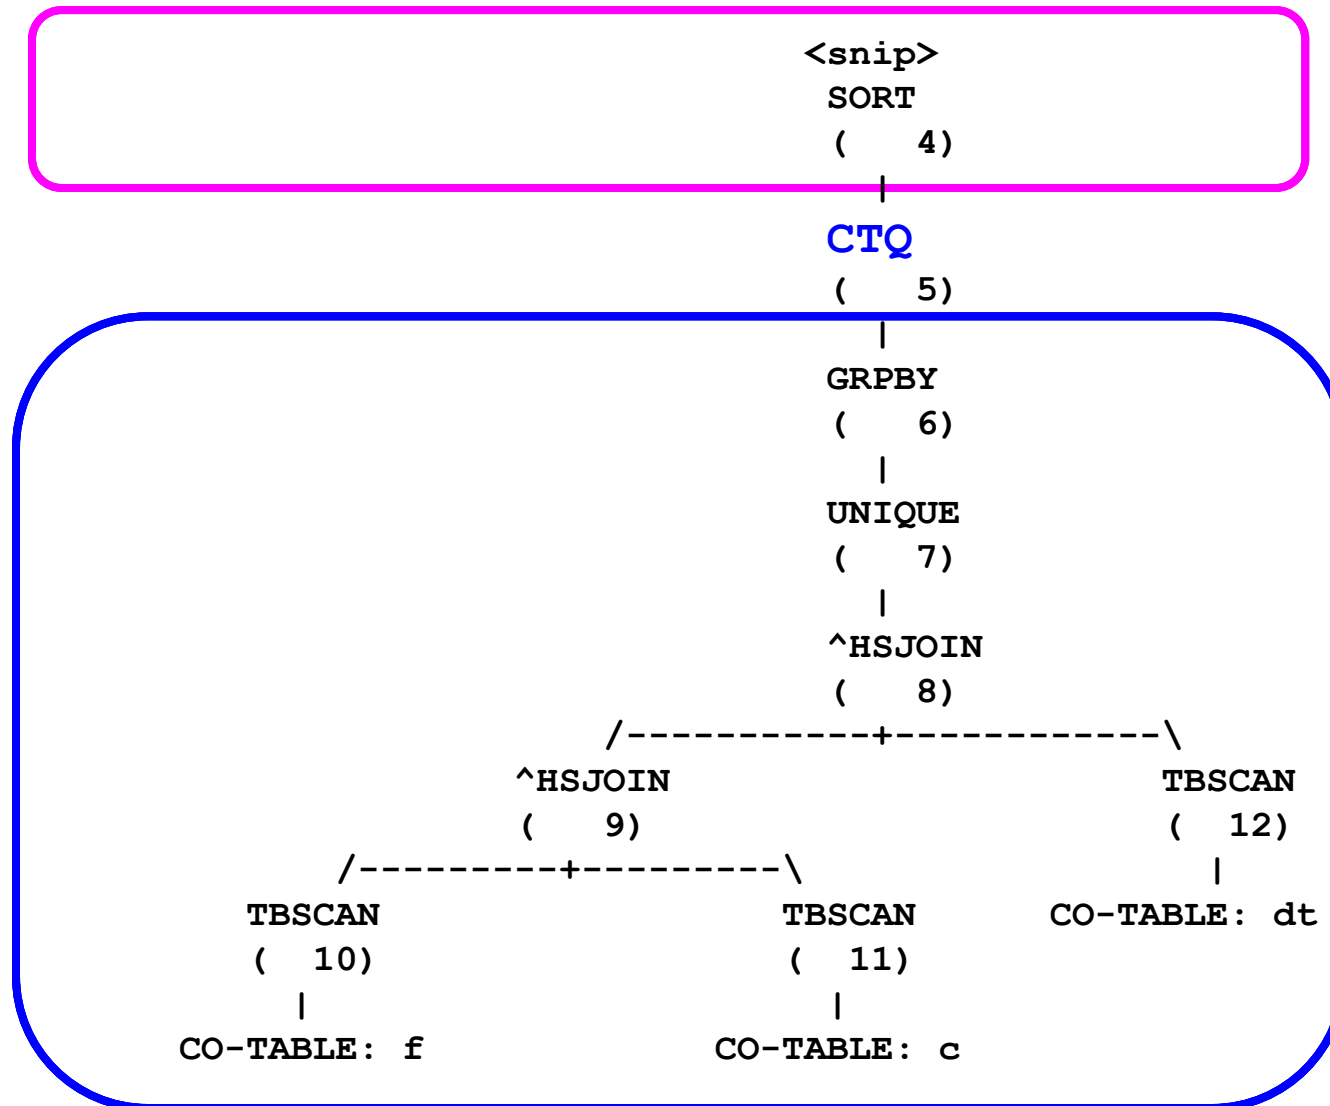 <snip>
SORT
(   4)
|
CTQ
(   5)
|
GRPBY
(   6)
|
UNIQUE
(   7)
|
^HSJOIN
(   8)
/-----------+------------\
^HSJOIN TBSCAN
(   9) (  12)
/---------+---------\ |
TBSCAN TBSCAN CO-TABLE: dt
(  10) (  11)
| |
CO-TABLE: f CO-TABLE: c